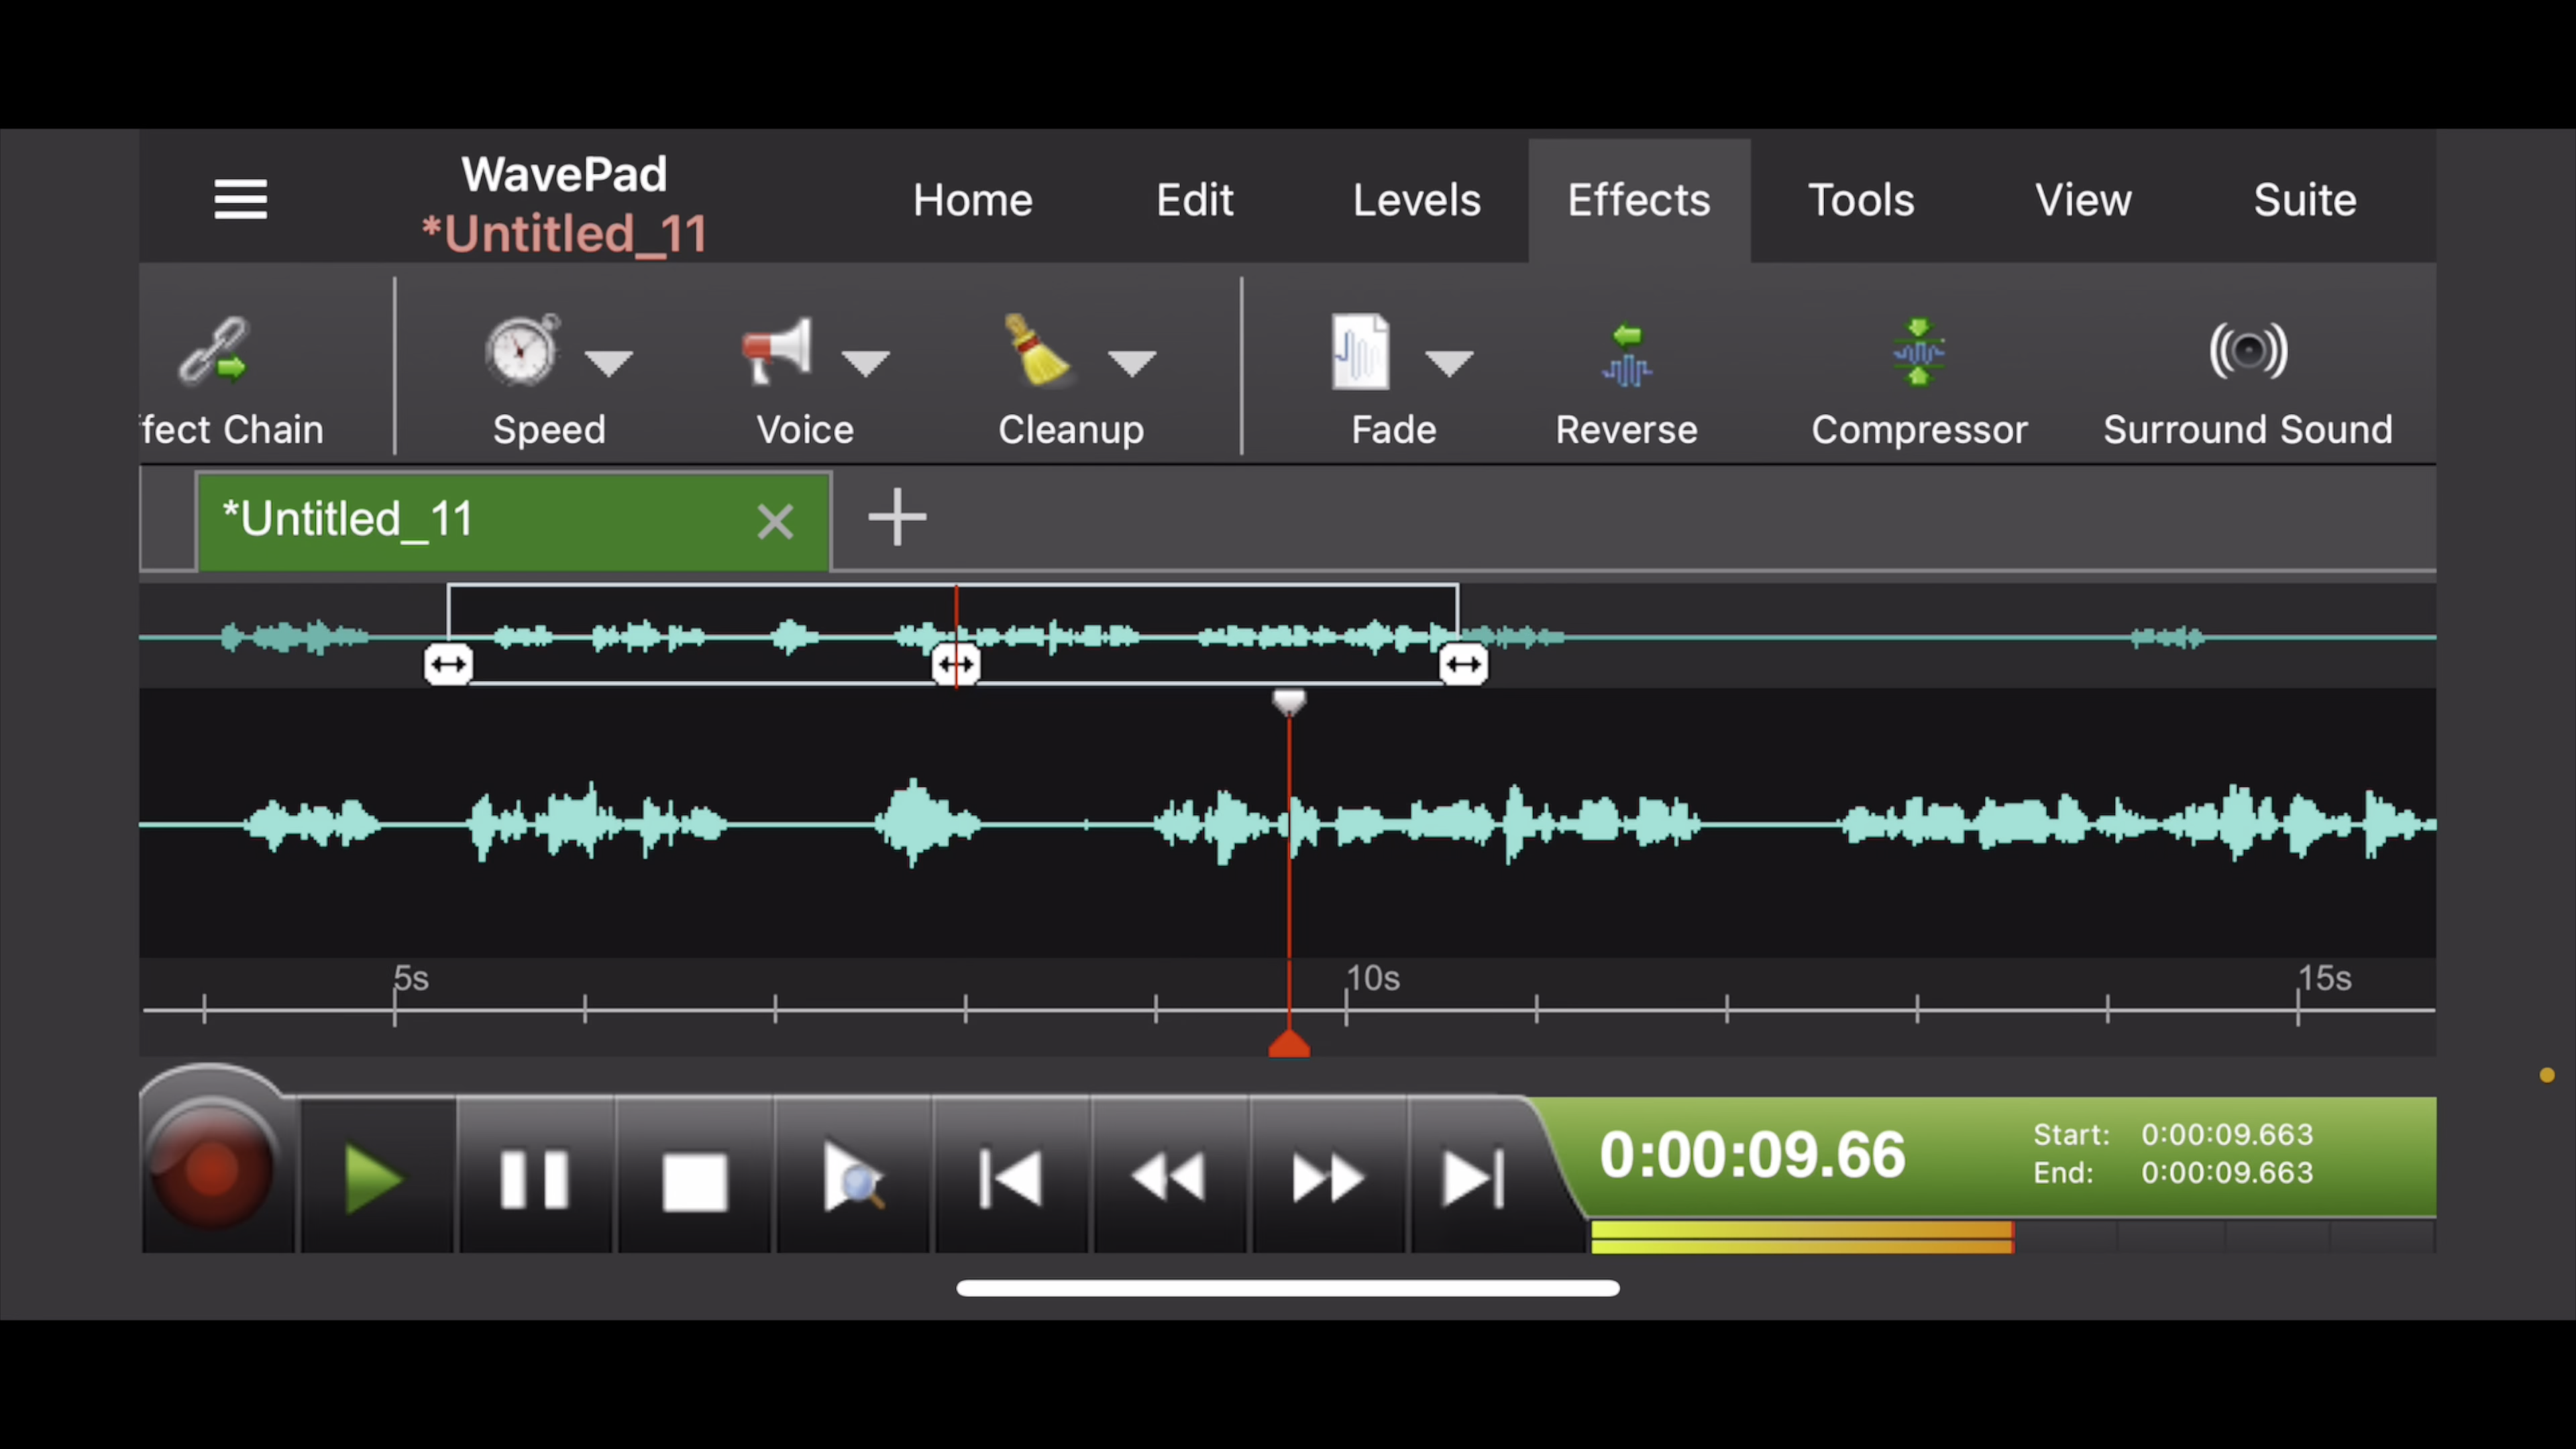 WavePad
*Untitled_11
Home Edit Levels Effects Tools View Suite
ffect Chain Speed Voice Cleanup Fade Reverse Compressor Surround Sound
*Untitled_11
5s 10s 15s
0:00:09.66
Start: 0:00:09.663
End: 0:00:09.663